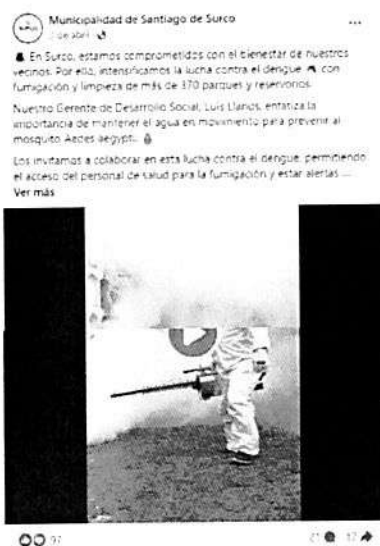 Municipalidad de Santiago de Surco
de abril
En Surco, estamos comprometidos con el bienestar de nuestros
vecinos. Por ello, intensificamos la lucha contra el dengue con
fumigación y limpieza de más de 370 parques y reservorios.
Nuestro Gerente de Desarrollo Social, Luis Llanos, enfatiza la
importancia de mantener el agua en movimiento para prevenir al
mosquito Aedes aegypti.
Los invitamos a colaborar en esta lucha contra el dengue, permitiendo
el acceso del personal de salud para la fumigación y estar alertas ...
Ver más
97